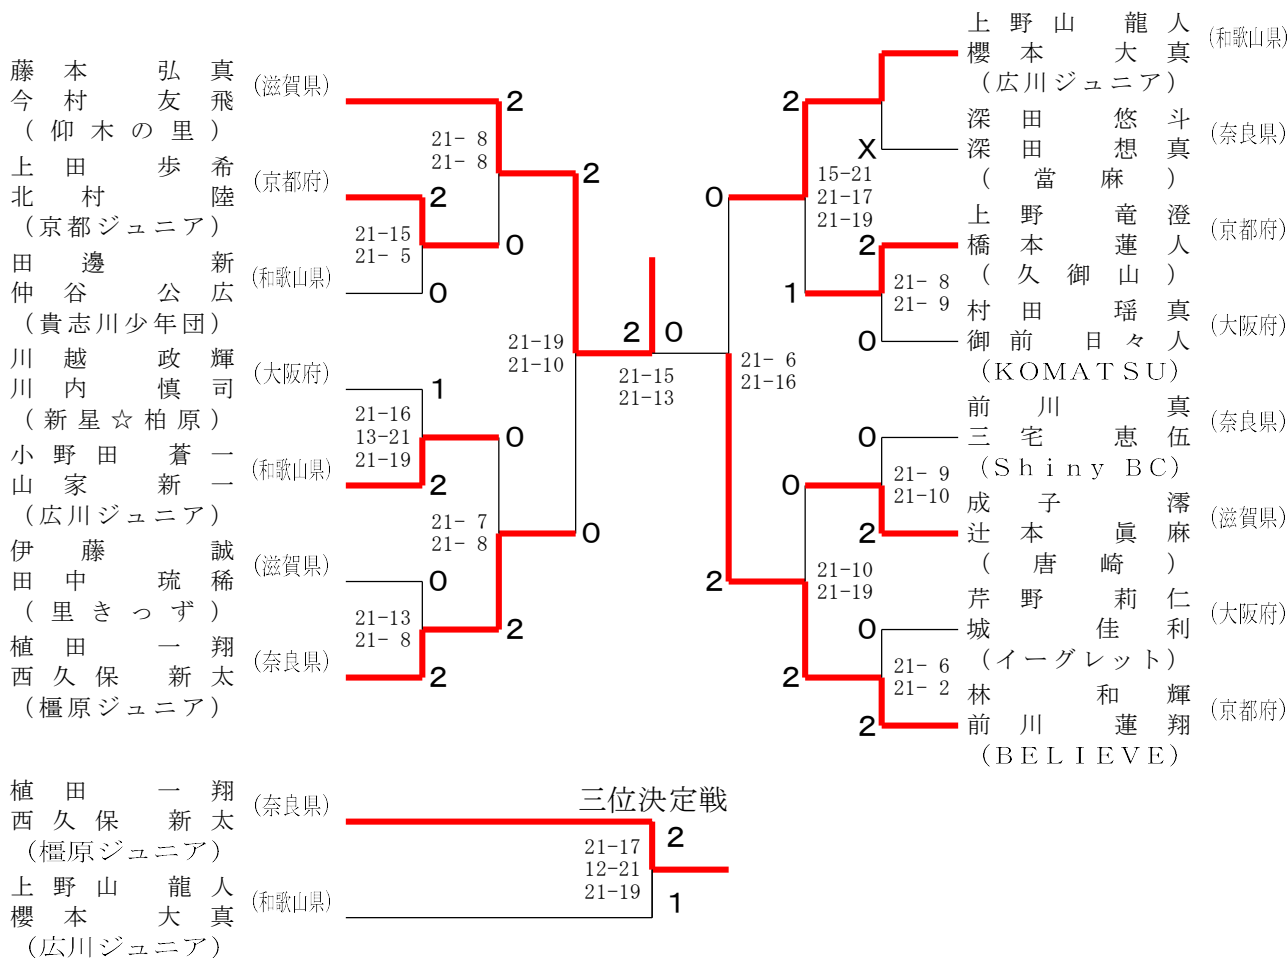 藤本 弘真
今村 友飛
(仰木の里)
(滋賀県)
上田 歩希
北村 陸
(京都ジュニア)
(京都府)
田邊 新
仲谷 公広
(貴志川少年団)
(和歌山県)
川越 政輝
川内 慎司
(新星☆柏原)
(大阪府)
小野田 蒼一
山家 新一
(広川ジュニア)
(和歌山県)
伊藤 誠
田中 琉稀
(里きっず)
(滋賀県)
植田 一翔
西久保 新太
(橿原ジュニア)
(奈良県)
2
21-15
21- 5
0
1
21-16
13-21
21-19
2
0
21-13
21- 8
2
2
21- 8
21- 8
0
0
21- 7
21- 8
2
2
21-19
21-10
0
2
0
21-15
21-13
0
21- 6
21-16
2
2
15-21
21-17
21-19
1
0
21-10
21-19
2
X
2
21- 8
21- 9
0
0
21- 9
21-10
2
0
21- 6
21- 2
2
上野山 龍人
櫻本 大真
(広川ジュニア)
(和歌山県)
深田 悠斗
深田 想真
(當麻)
(奈良県)
上野 竜澄
橋本 蓮人
(久御山)
(京都府)
村田 瑶真
御前 日々人
(KOMATSU)
(大阪府)
前川 真
三宅 恵伍
(Shiny BC)
(奈良県)
成子 澪
辻本 眞麻
(唐崎)
(滋賀県)
芹野 莉仁
城 佳利
(イーグレット)
(大阪府)
林 和輝
前川 蓮翔
(BELIEVE)
(京都府)
三位決定戦
植田 一翔
西久保 新太
(橿原ジュニア)
(奈良県)
上野山 龍人
櫻本 大真
(広川ジュニア)
(和歌山県)
2
21-17
12-21
21-19
1